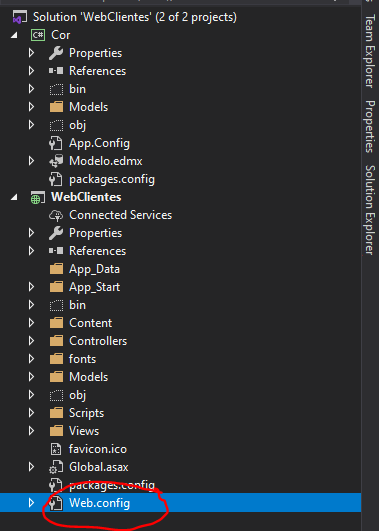 Solution 'WebClientes' (2 of 2 projects)
C# Cor
Properties
References
bin
Models
obj
App.Config
Modelo.edmx
packages.config
WebClientes
Connected Services
Properties
References
App_Data
App_Start
bin
Content
Controllers
fonts
Models
obj
Scripts
Views
favicon.ico
Global.asax
packages.config
Web.config
Team Explorer
Properties
Solution Explorer